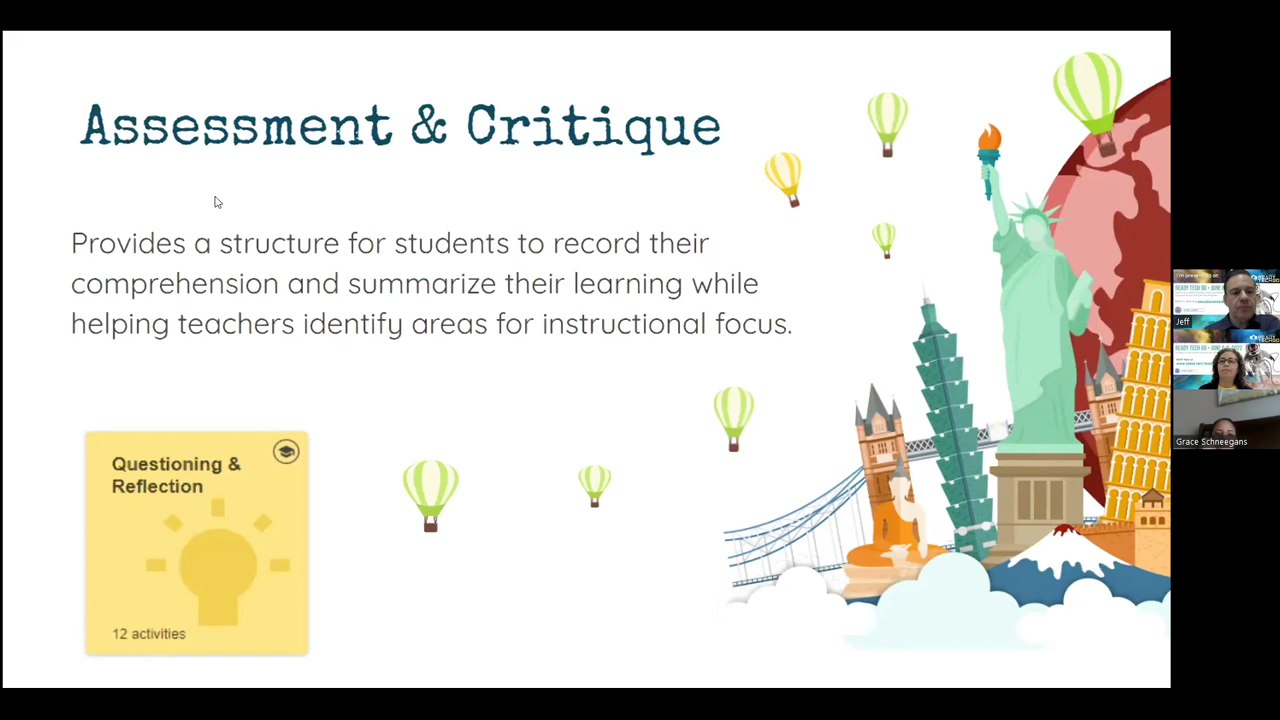 Assessment & Critique
Provides a structure for students to record their
comprehension and summarize their learning while
helping teachers identify areas for instructional focus.
Questioning &
Reflection
12 activities
Jeff
Grace Schneegans